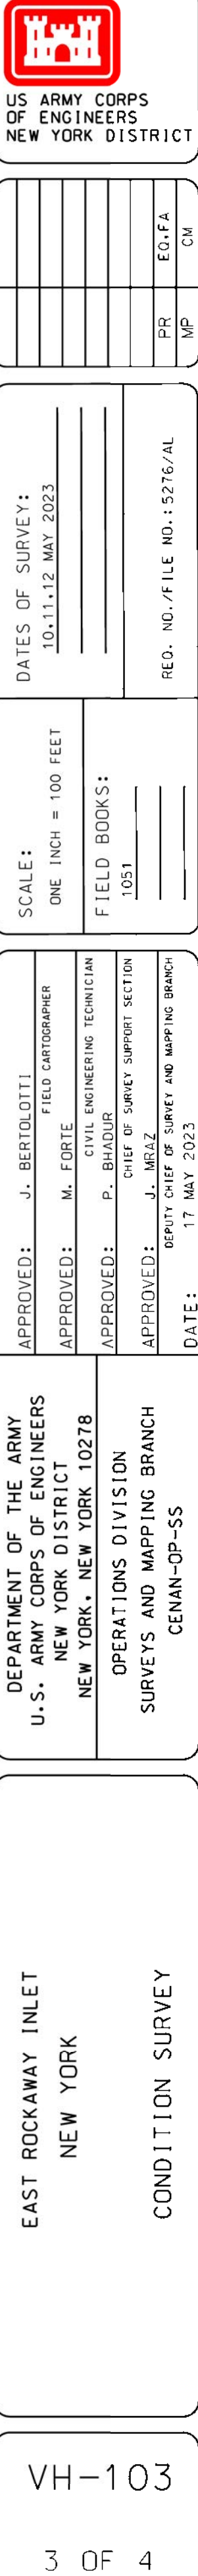 US ARMY CORPS
OF ENGINEERS
NEW YORK DISTRICT
PR EQ.FA
MP CM
DATES OF SURVEY:
10,11,12 MAY 2023
REQ. NO./FILE NO.: 5276/AL
SCALE:
ONE INCH = 100 FEET
FIELD BOOKS:
1051
APPROVED: J. BERTOLOTTI
FIELD CARTOGRAPHER
APPROVED: M. FORTE
CIVIL ENGINEERING TECHNICIAN
APPROVED: P. BHADUR
CHIEF OF SURVEY SUPPORT SECTION
APPROVED: J. MRAZ
DEPUTY CHIEF OF SURVEY AND MAPPING BRANCH
DATE: 17 MAY 2023
DEPARTMENT OF THE ARMY
U.S. ARMY CORPS OF ENGINEERS
NEW YORK DISTRICT
NEW YORK, NEW YORK 10278
OPERATIONS DIVISION
SURVEYS AND MAPPING BRANCH
CENAN-OP-SS
EAST ROCKAWAY INLET
NEW YORK
CONDITION SURVEY
VH-103
3 OF 4